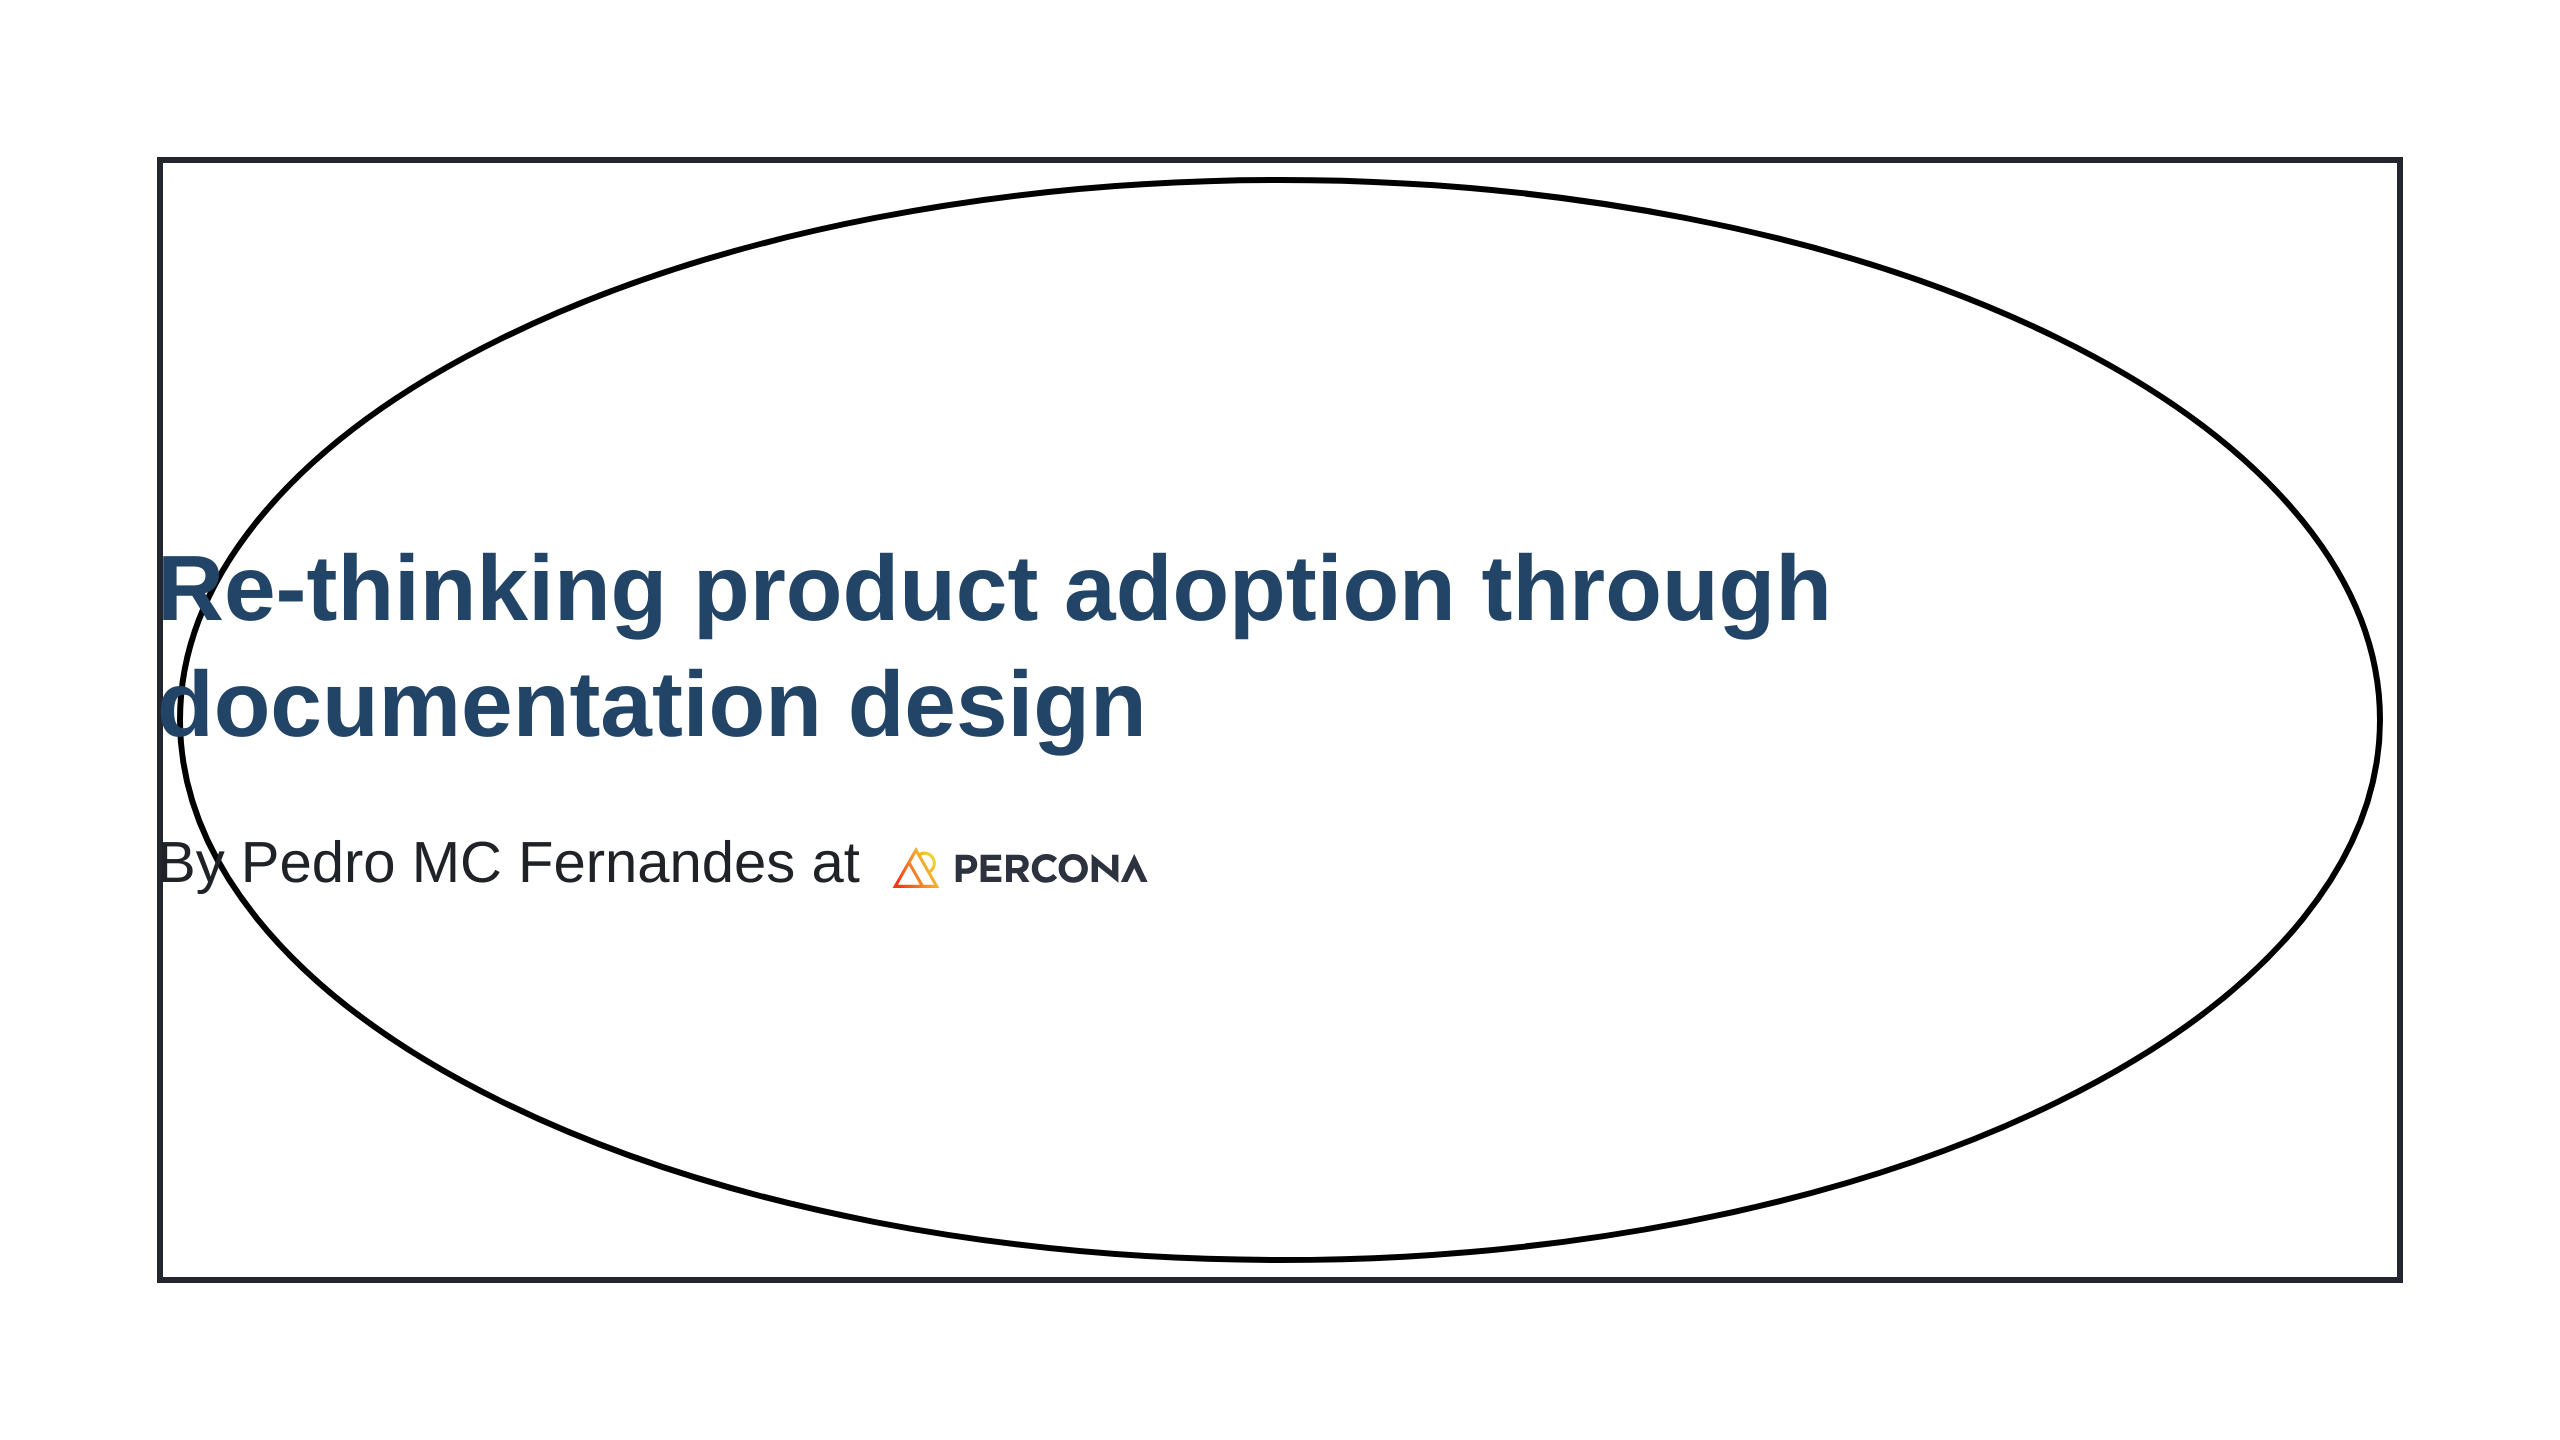 Re-thinking product adoption through
documentation design
By Pedro MC Fernandes at PERCONA